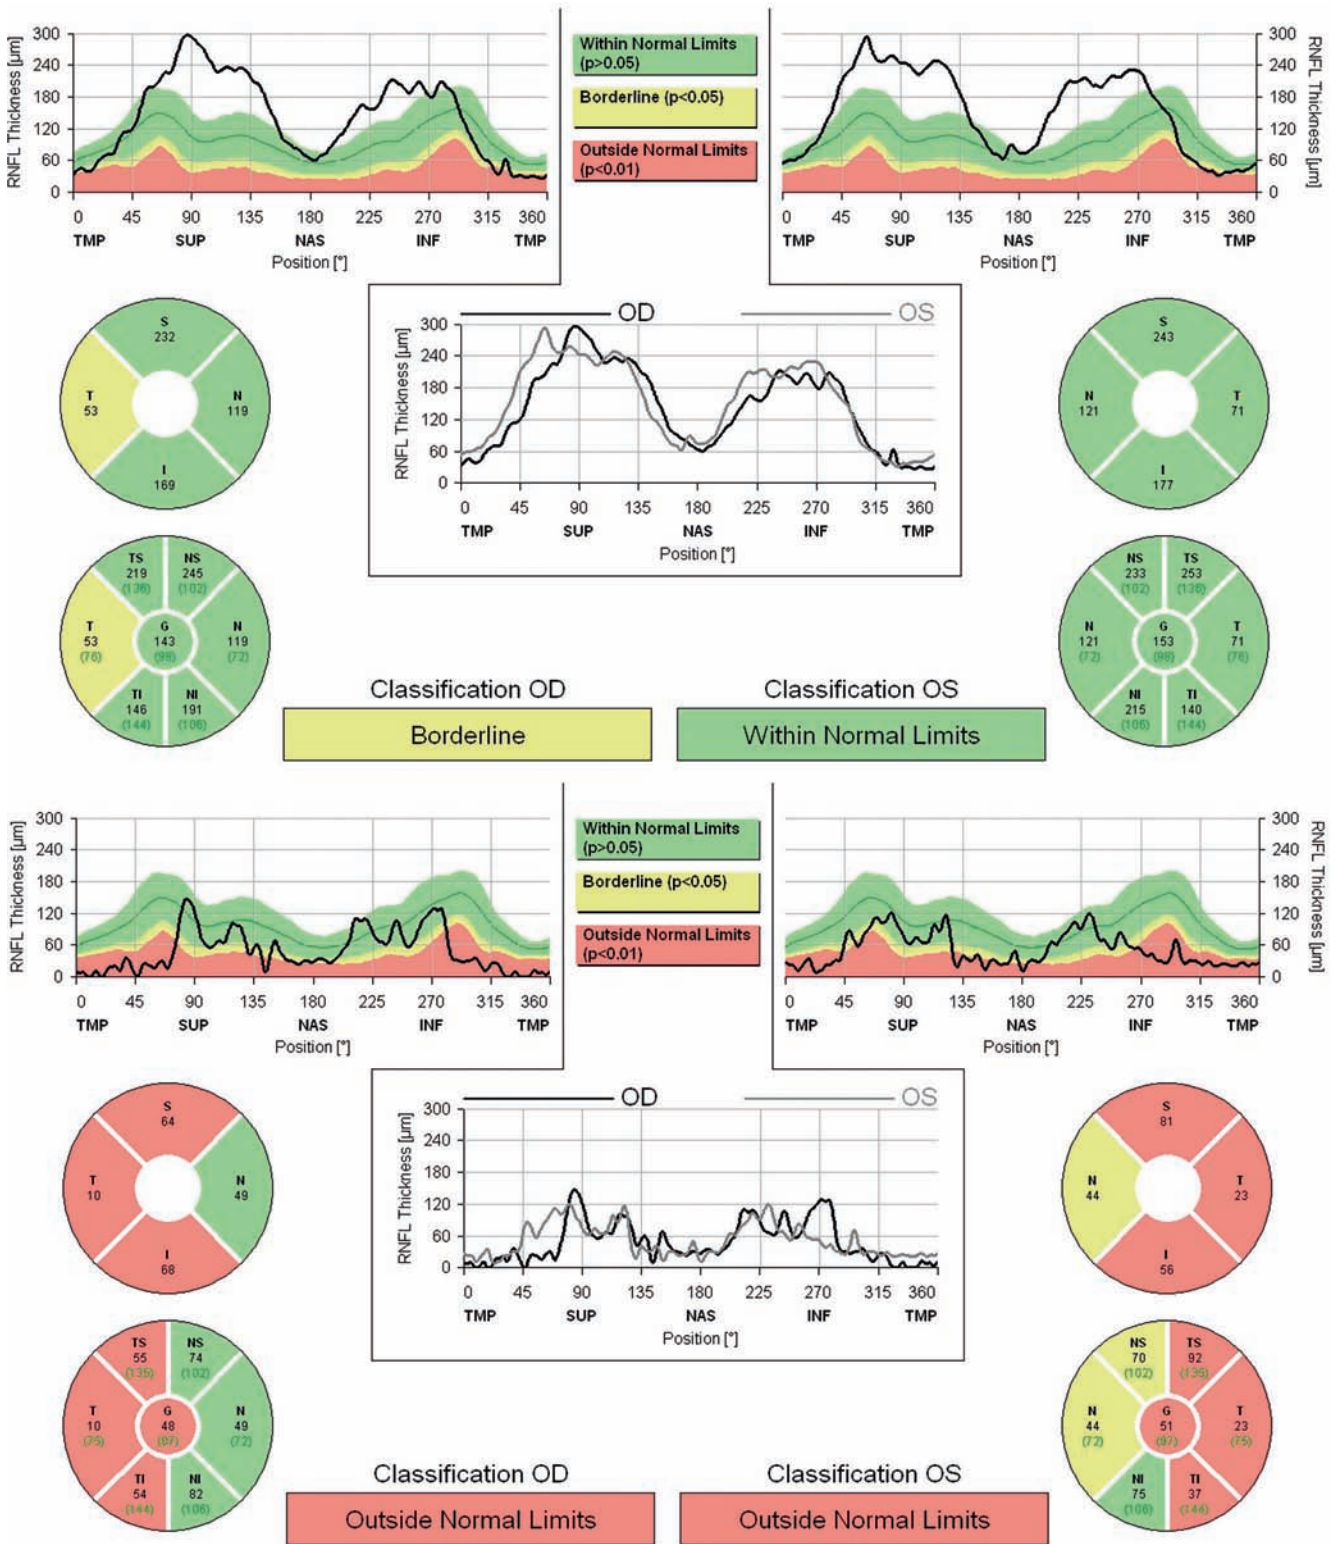 300
240
180
120
60
0
RNFL Thickness [µm]
0 45 90 135 180 225 270 315 360
TMP SUP NAS INF TMP
Position [°]
Within Normal Limits
(p>0.05)
Borderline (p<0.05)
Outside Normal Limits
(p<0.01)
300
240
180
120
60
0
RNFL Thickness [µm]
0 45 90 135 180 225 270 315 360
TMP SUP NAS INF TMP
Position [°]
S
232
T
53
N
119
I
169
OD OS
300
240
180
120
60
0
RNFL Thickness [µm]
0 45 90 135 180 225 270 315 360
TMP SUP NAS INF TMP
Position [°]
S
243
N
121
T
71
I
177
TS NS
219 245
(136) (102)
T G N
53 143 119
(76) (98) (72)
TI NI
146 191
(144) (106)
Classification OD
Borderline
Classification OS
Within Normal Limits
NS TS
233 253
(102) (136)
N G T
121 153 71
(72) (98) (76)
NI TI
215 140
(106) (144)
300
240
180
120
60
0
RNFL Thickness [µm]
0 45 90 135 180 225 270 315 360
TMP SUP NAS INF TMP
Position [°]
Within Normal Limits
(p>0.05)
Borderline (p<0.05)
Outside Normal Limits
(p<0.01)
300
240
180
120
60
0
RNFL Thickness [µm]
0 45 90 135 180 225 270 315 360
TMP SUP NAS INF TMP
Position [°]
S
64
T
10
N
49
I
68
OD OS
300
240
180
120
60
0
RNFL Thickness [µm]
0 45 90 135 180 225 270 315 360
TMP SUP NAS INF TMP
Position [°]
S
81
N
44
T
23
I
56
TS NS
55 74
(135) (102)
T G N
10 48 49
(75) (97) (72)
TI NI
54 82
(144) (106)
Classification OD
Outside Normal Limits
Classification OS
Outside Normal Limits
NS TS
70 92
(102) (135)
N G T
44 51 23
(72) (97) (75)
NI TI
75 37
(106) (144)